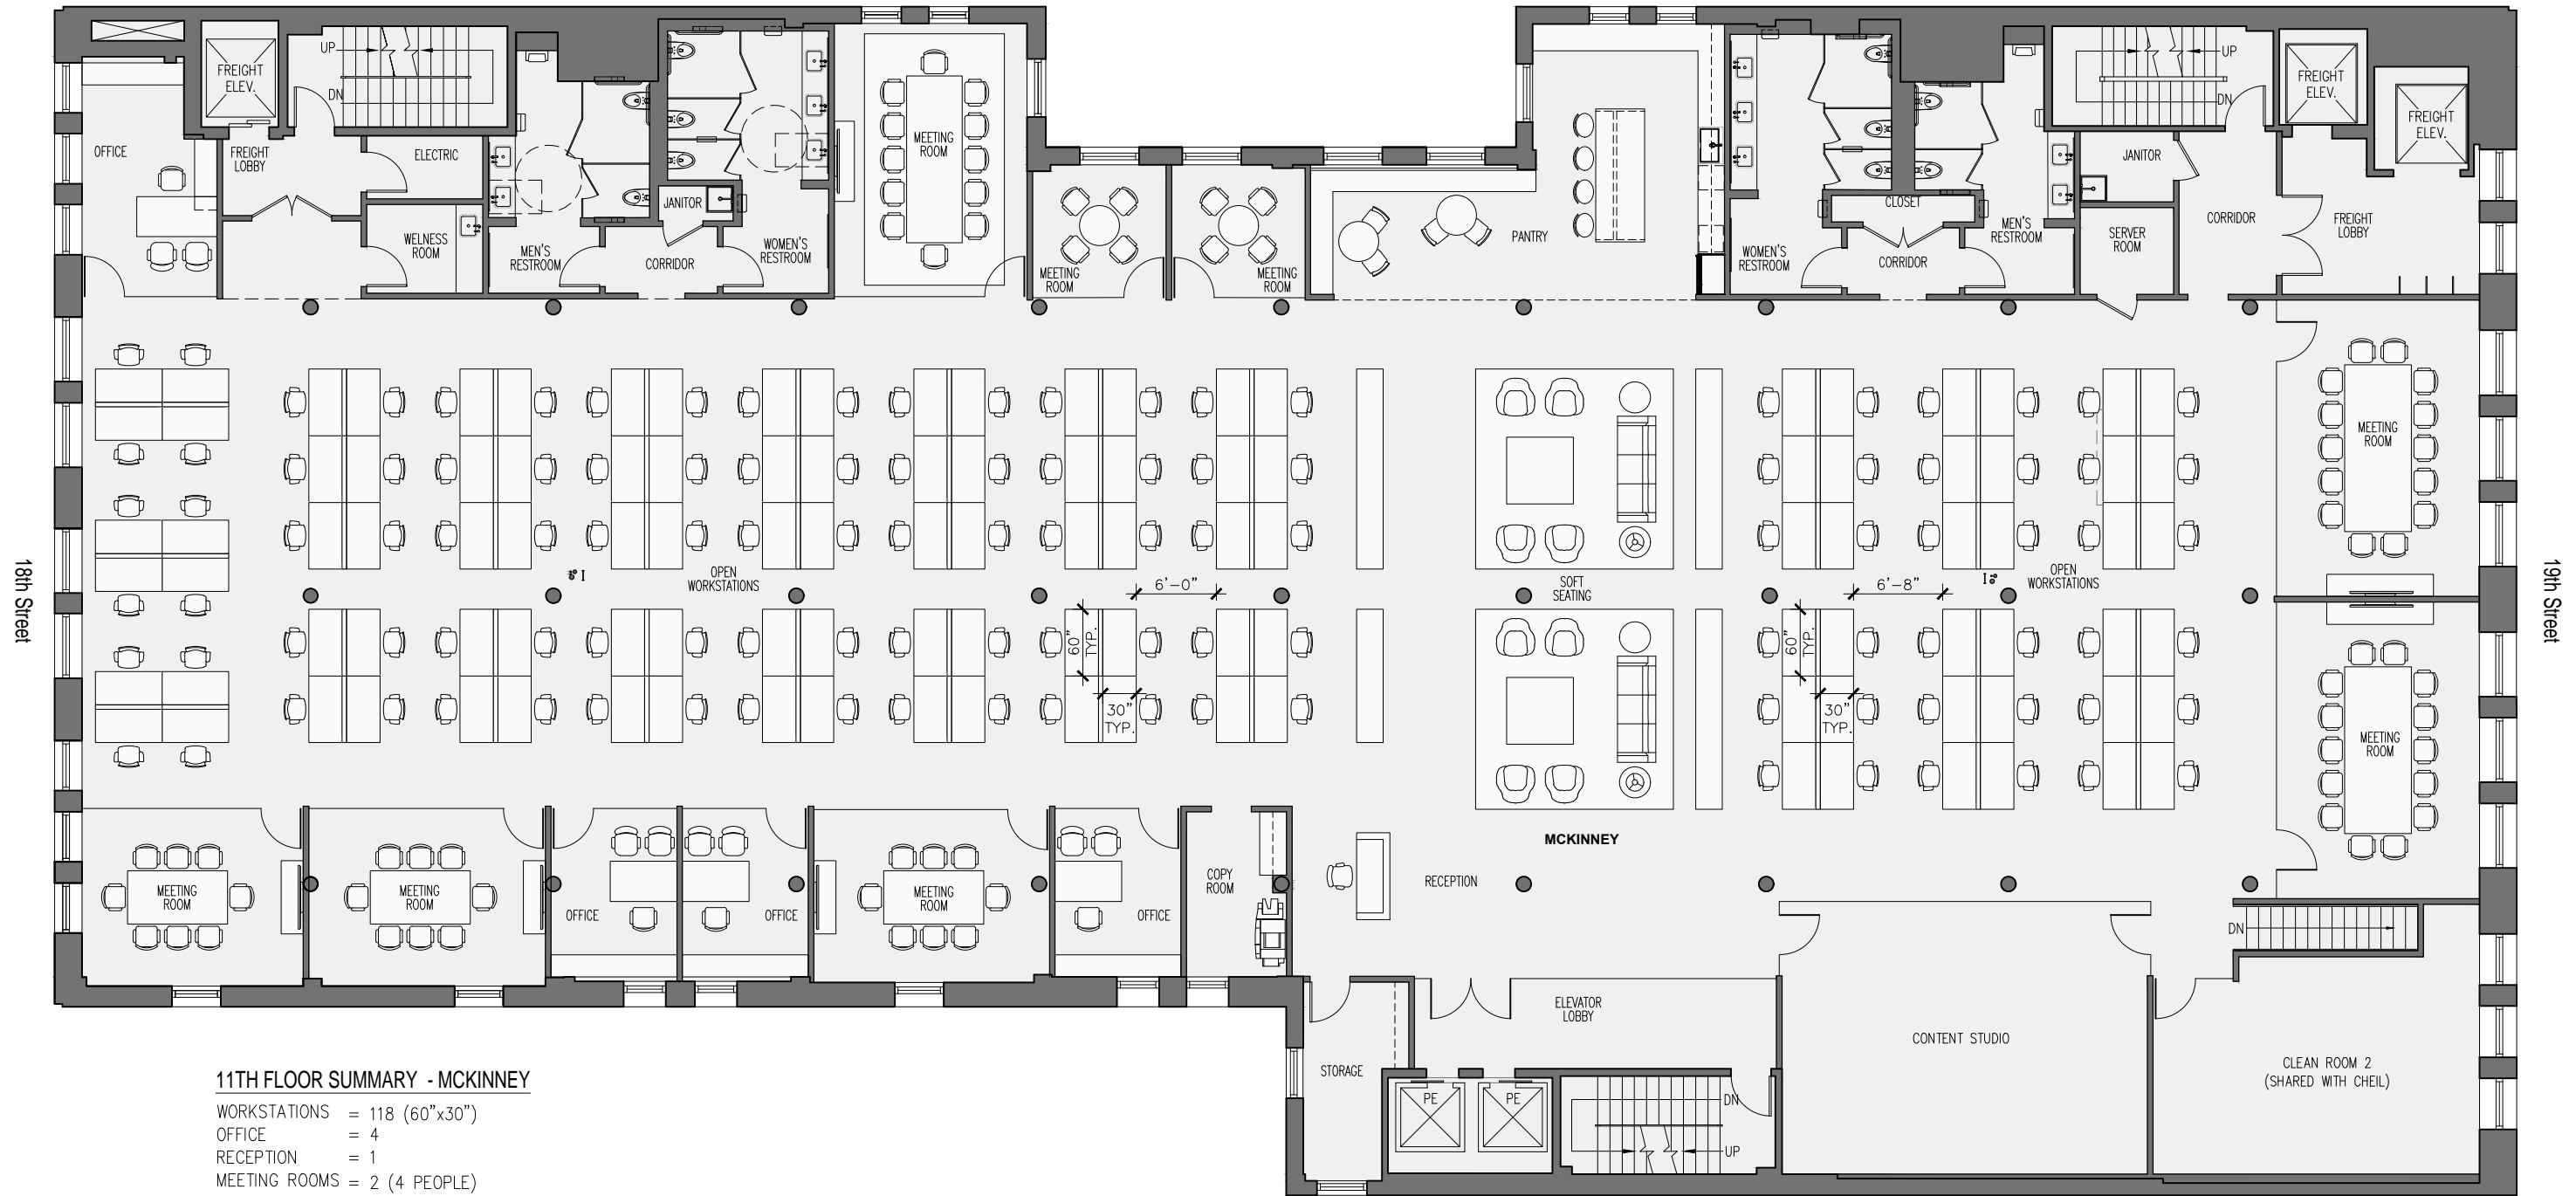 UP
DN
FREIGHT
ELEV.
OFFICE
FREIGHT
LOBBY
ELECTRIC
WELNESS
ROOM
MEN'S
RESTROOM
JANITOR
CORRIDOR
WOMEN'S
RESTROOM
MEETING
ROOM
MEETING
ROOM
MEETING
ROOM
PANTRY
WOMEN'S
RESTROOM
CLOSET
CORRIDOR
MEN'S
RESTROOM
UP
DN
JANITOR
SERVER
ROOM
CORRIDOR
FREIGHT
ELEV.
FREIGHT
ELEV.
FREIGHT
LOBBY
18th Street
OPEN
WORKSTATIONS
6'-0"
60"
TYP.
30"
TYP.
SOFT
SEATING
6'-8"
60"
TYP.
30"
TYP.
OPEN
WORKSTATIONS
MEETING
ROOM
MEETING
ROOM
19th Street
MEETING
ROOM
MEETING
ROOM
OFFICE
OFFICE
MEETING
ROOM
OFFICE
COPY
ROOM
MCKINNEY
RECEPTION
DN
ELEVATOR
LOBBY
STORAGE
PE
PE
DN
UP
CONTENT STUDIO
CLEAN ROOM 2
(SHARED WITH CHEIL)
11TH FLOOR SUMMARY - MCKINNEY
WORKSTATIONS = 118 (60"x30")
OFFICE = 4
RECEPTION = 1
MEETING ROOMS = 2 (4 PEOPLE)